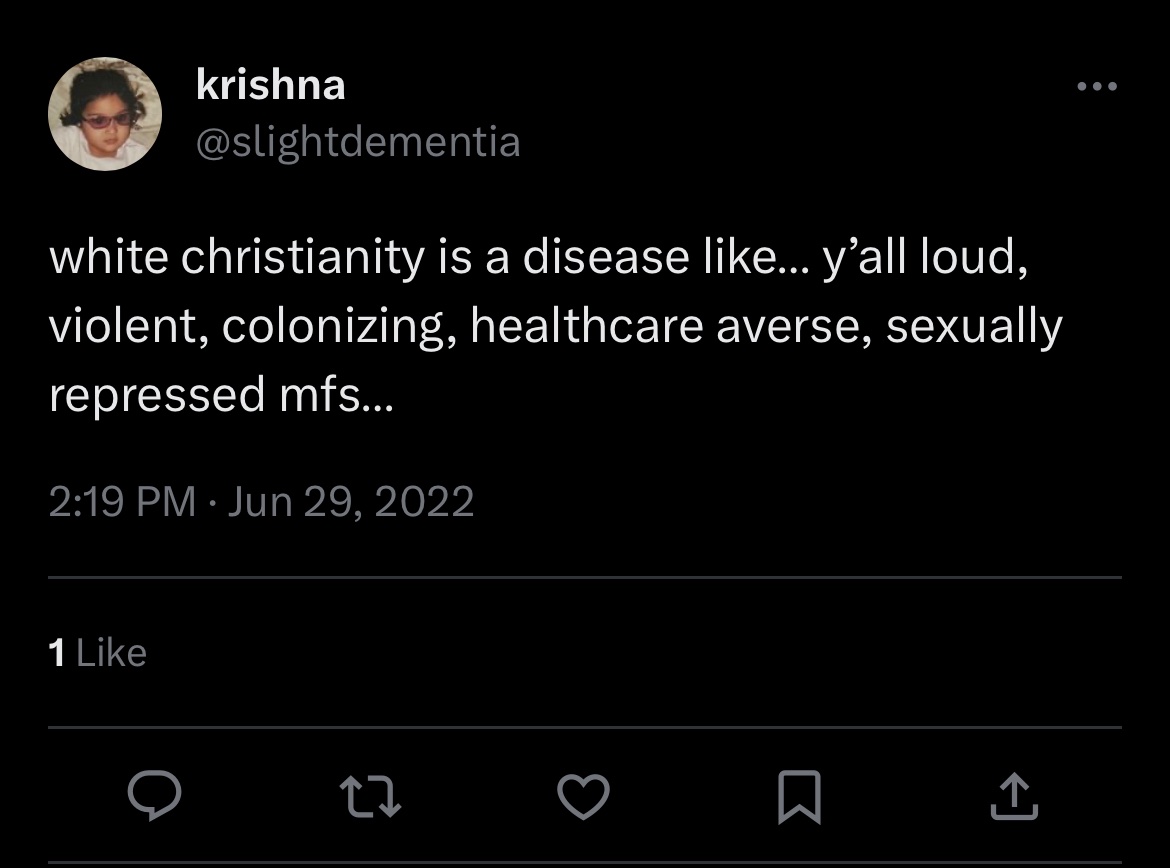 krishna
@slightdementia
white christianity is a disease like... y’all loud,
violent, colonizing, healthcare averse, sexually
repressed mfs...
2:19 PM · Jun 29, 2022
1 Like